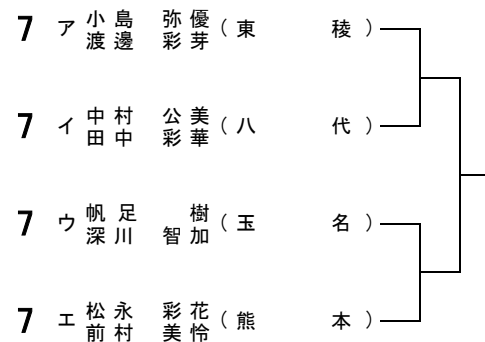 7 ア 小島 弥優 (東 稜)
渡邉 彩芽
7 イ 中村 公美 (八 代)
田中 彩華
7 ウ 帆足 樹 (玉 名)
深川 智加
7 エ 松永 彩花 (熊 本)
前村 美怜